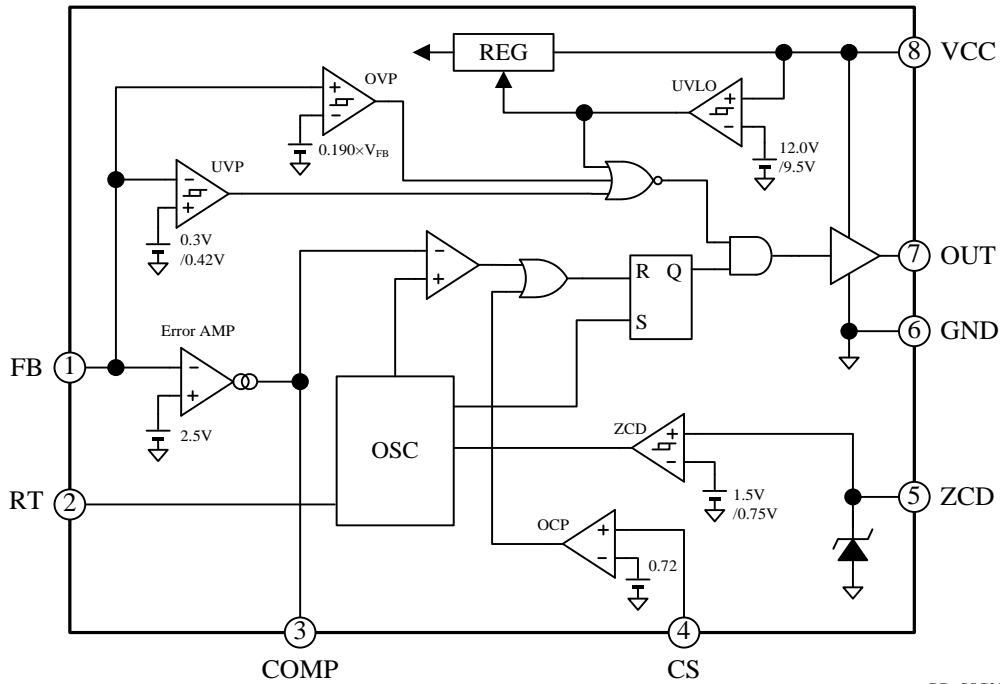 REG
8 VCC
OVP
UVLO
+
−
+
−
0.190×VFB
12.0V
/9.5V
UVP
−
+
0.3V
/0.42V
−
+
R Q
S
7 OUT
6 GND
Error AMP
FB 1
−
+
2.5V
OSC
ZCD
+
−
1.5V
/0.75V
RT 2
5 ZCD
OCP
+
−
0.72
3
COMP
4
CS